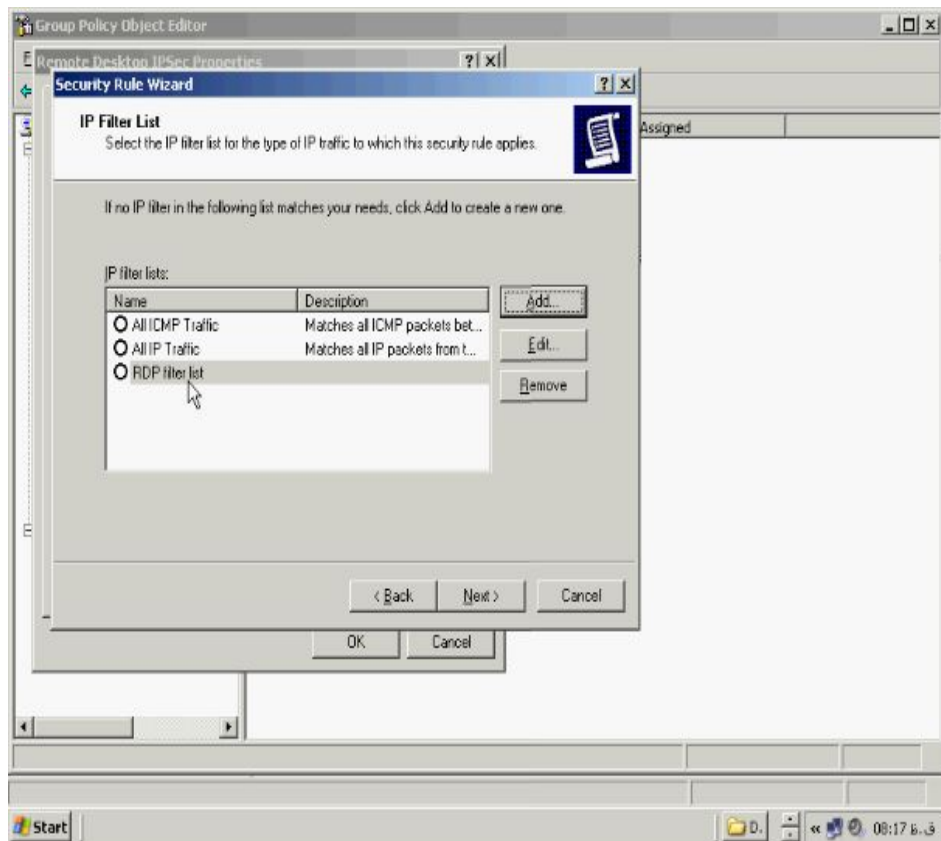 Group Policy Object Editor
Remote Desktop IPSec Properties
Security Rule Wizard
IP Filter List
Select the IP filter list for the type of IP traffic to which this security rule applies.
Assigned
If no IP filter in the following list matches your needs, click Add to create a new one.
IP filter lists:
Name Description
Add...
All ICMP Traffic Matches all ICMP packets bet...
All IP Traffic Matches all IP packets from t...
Edit...
RDP filter list
Remove
< Back Next > Cancel
OK Cancel
Start D. « 08:17 ق.ظ